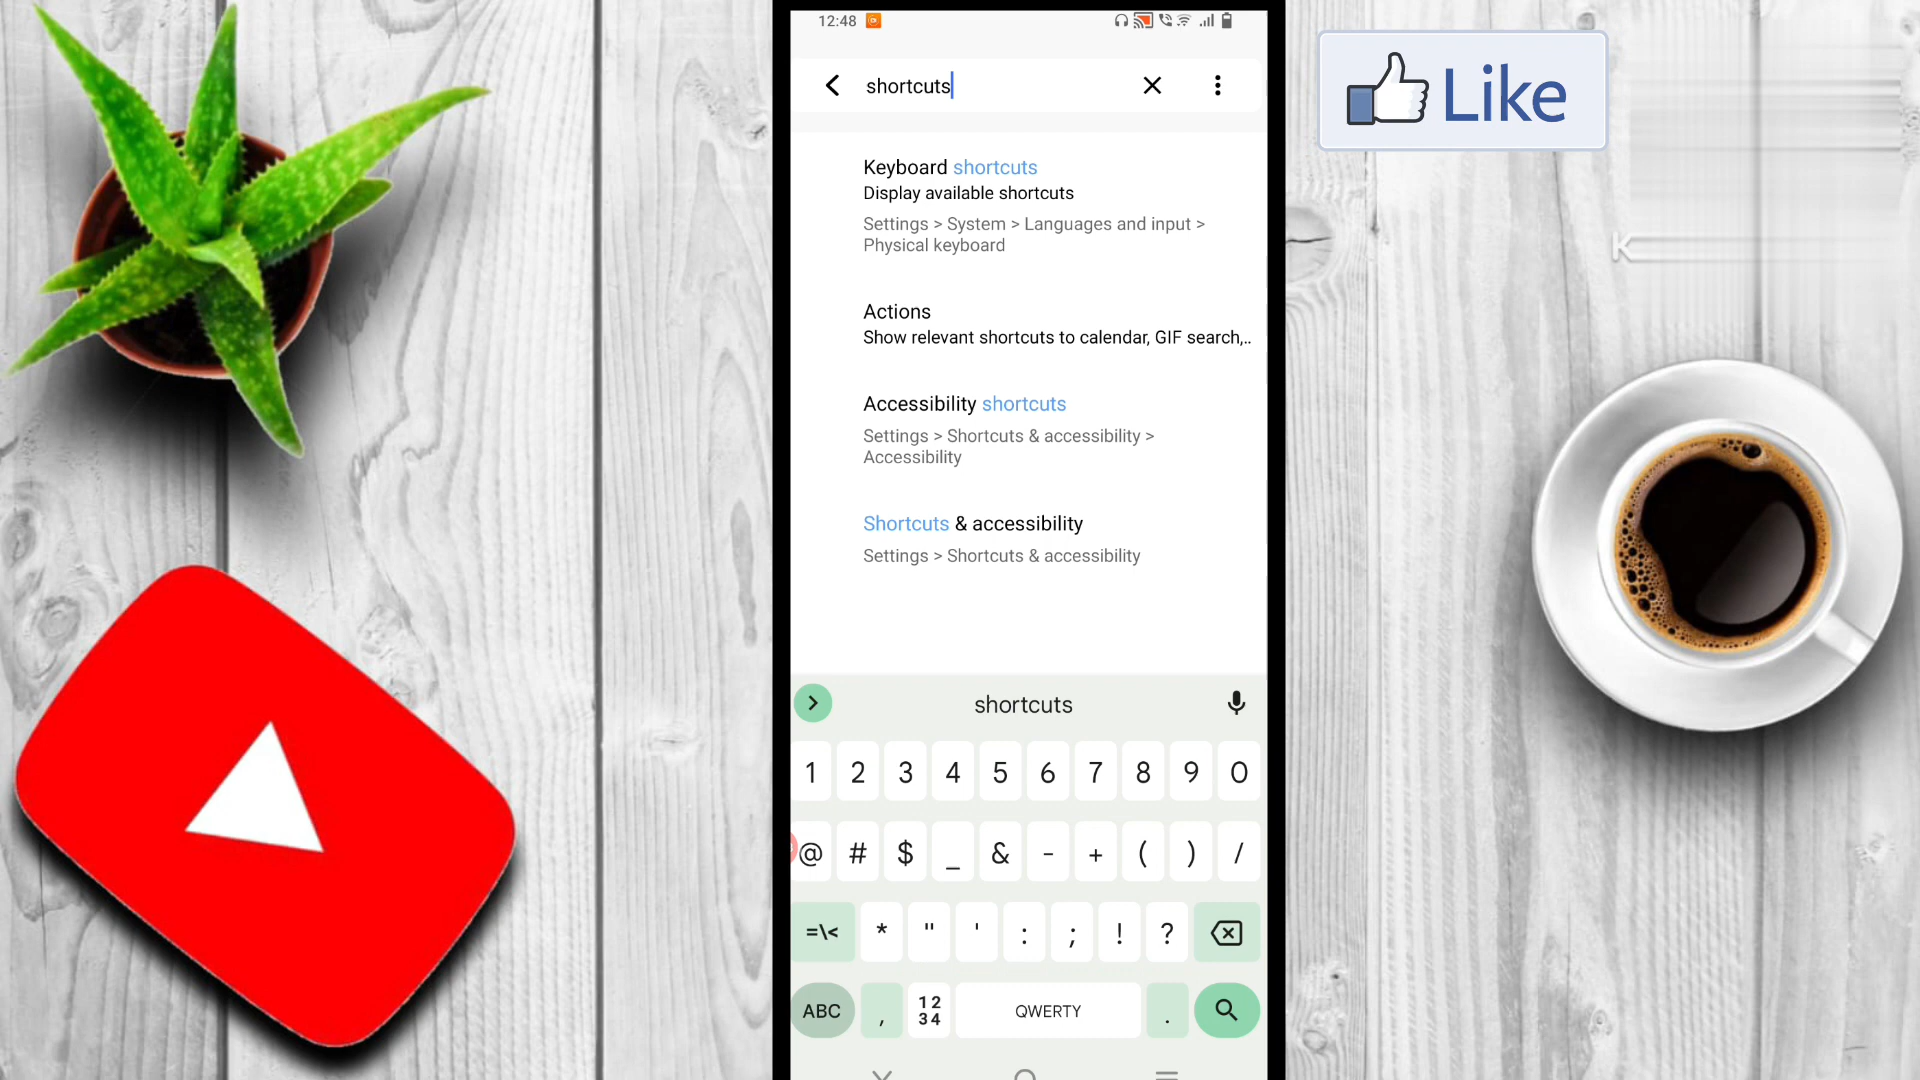 12:48
shortcuts
Like
Keyboard shortcuts
Display available shortcuts
Settings > System > Languages and input >
Physical keyboard
Actions
Show relevant shortcuts to calendar, GIF search,..
Accessibility shortcuts
Settings > Shortcuts & accessibility >
Accessibility
Shortcuts & accessibility
Settings > Shortcuts & accessibility
shortcuts
1 2 3 4 5 6 7 8 9 0
@ # $ _ & - + ( ) /
=\< * " ' : ; ! ?
ABC , 12 34 QWERTY .